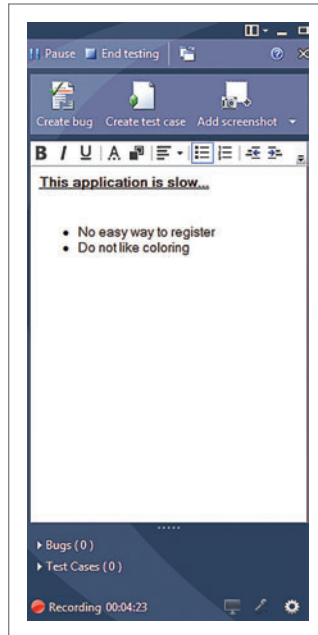 Pause End testing
Create bug Create test case Add screenshot
B I U A
This application is slow...
• No easy way to register
• Do not like coloring
Bugs ( 0 )
Test Cases ( 0 )
Recording 00:04:23